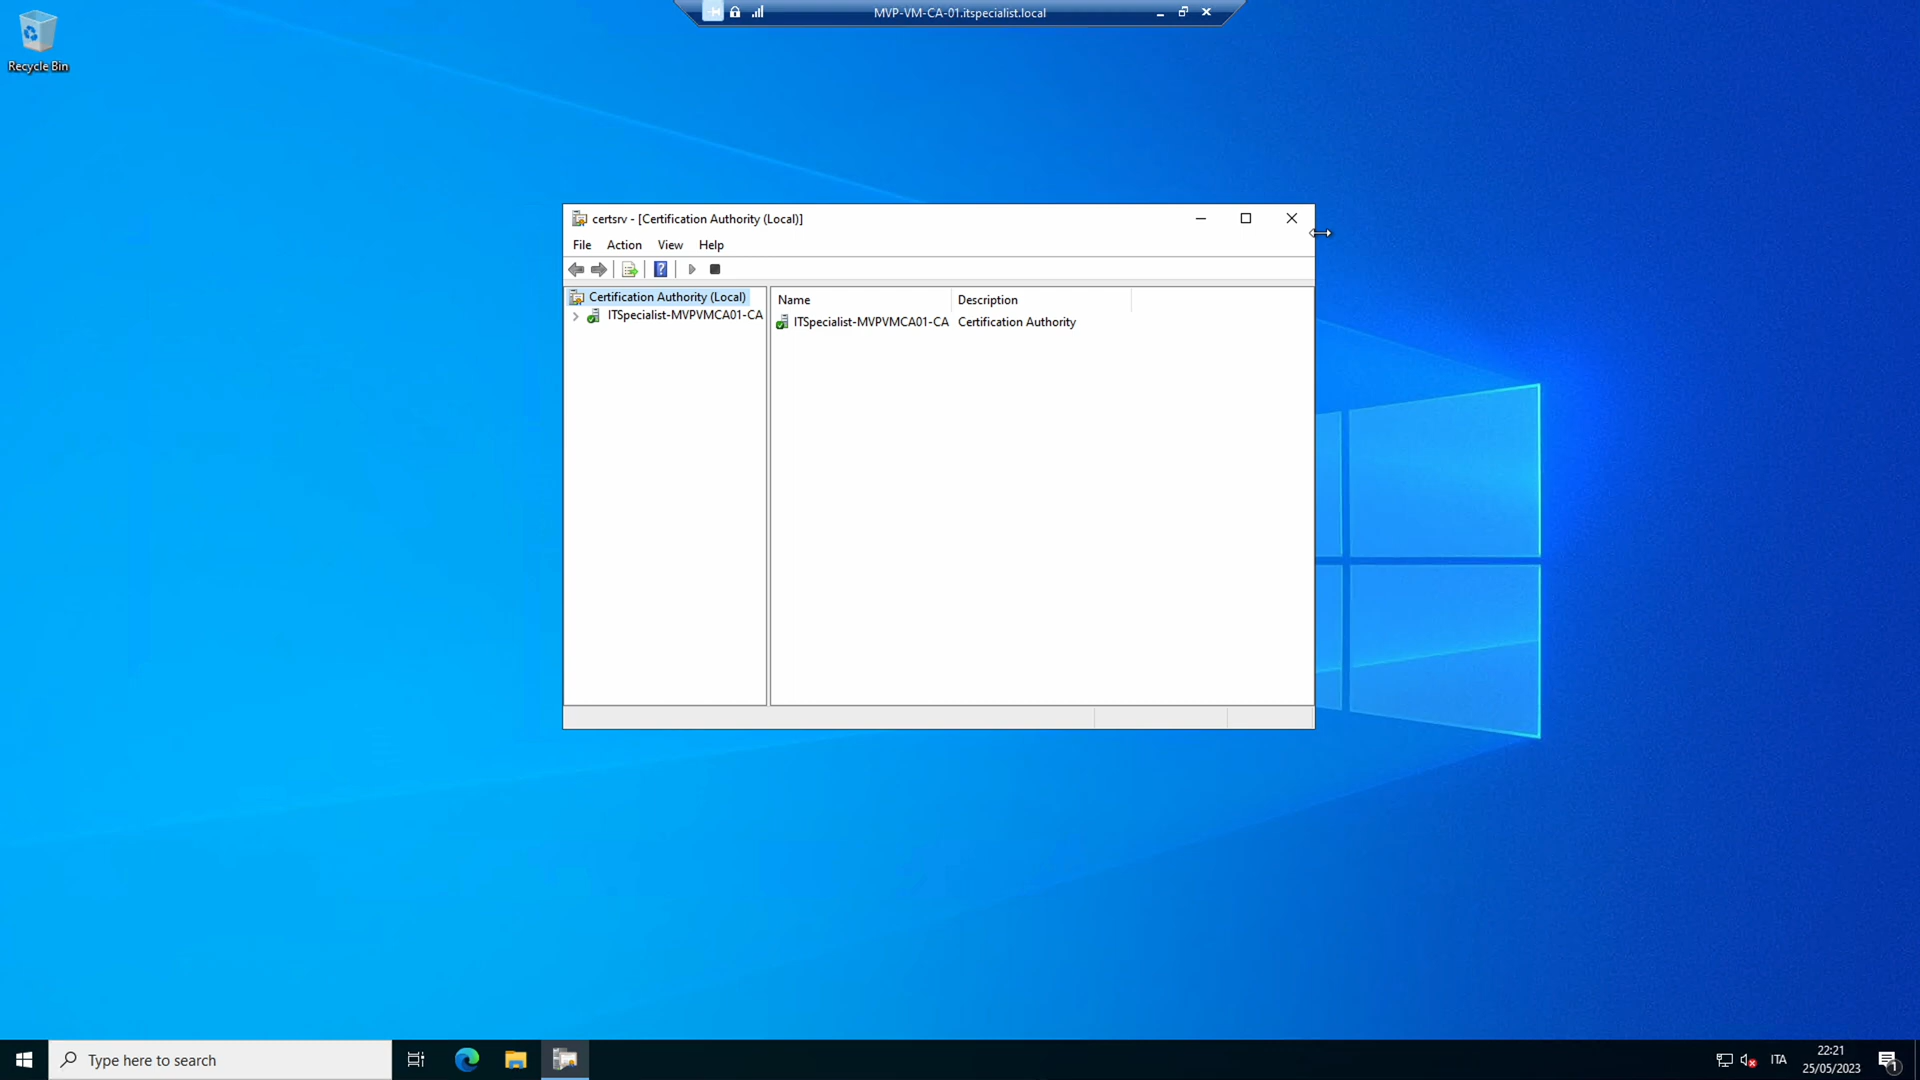 MVP-VM-CA-01.itspecialist.local
Recycle Bin
certsrv - [Certification Authority (Local)]
File Action View Help
Certification Authority (Local)
ITSpecialist-MVPVMCA01-CA
Name Description
ITSpecialist-MVPVMCA01-CA Certification Authority
Type here to search
ITA
22:21
25/05/2023
1